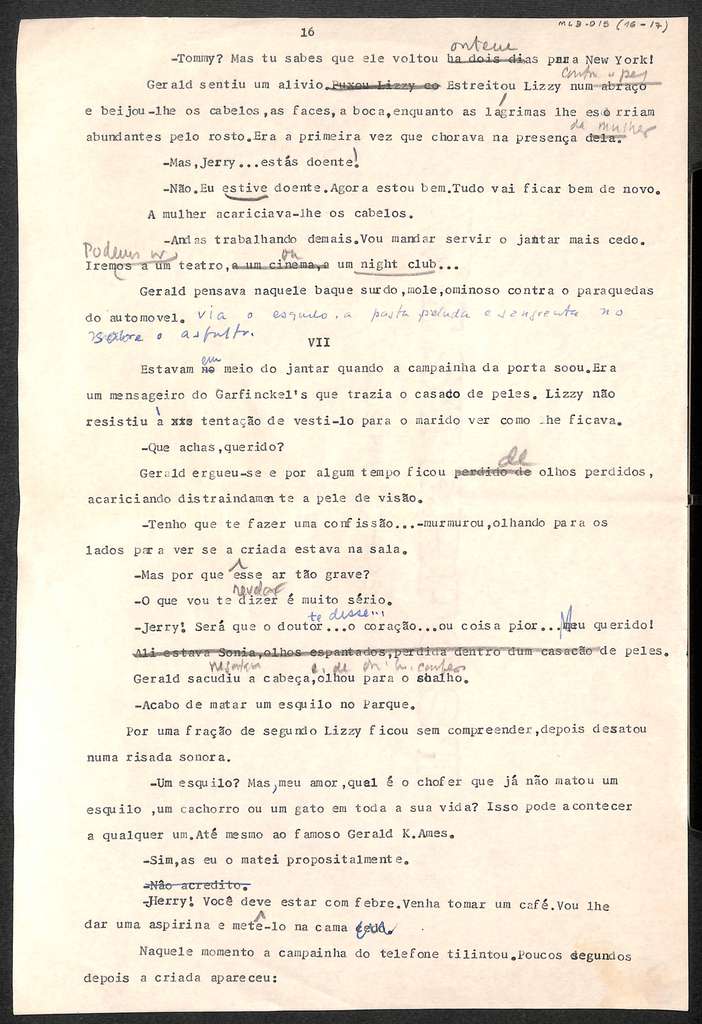 MLB-015 (16-17)
16
onteu
-Tommy? Mas tu sabes que ele voltou ha dois dias para New York!
contra o peu
Gerald sentiu um alivio.Puxou Lizzy co Estreitou Lizzy num abraço
e beijou-lhe os cabelos,as faces,a boca,enquanto as lágrimas lhe escorriam
da mulher
abundantes pelo rosto.Era a primeira vez que chorava na presença dela.
-Mas,Jerry...estás doente!
-Não.Eu estive doente.Agora estou bem.Tudo vai ficar bem de novo.
A mulher acariciava-lhe os cabelos.
-Andas trabalhando demais.Vou mandar servir o jantar mais cedo.
Podemos ir ou
Iremos a um teatro,a um cinema,a um night club...
Gerald pensava naquele baque surdo,mole,ominoso contra o paraquedas
do automovel. via o esquilo, a pasta peluda e sangrenta no
sobre o asfalto.
VII
em
Estavam no meio do jantar quando a campainha da porta soou.Era
um mensageiro do Garfinckel's que trazia o casaco de peles. Lizzy não
resistiu à xxe tentação de vesti-lo para o marido ver como lhe ficava.
-Que achas,querido?
de
Gerald ergueu-se e por algum tempo ficou perdido de olhos perdidos,
acariciando distraindamente a pele de visão.
-Tenho que te fazer uma confissão...-murmurou,olhando para os
lados para ver se a criada estava na sala.
-Mas por que êsse ar tão grave?
revelar
-O que vou te dizer é muito sério.
te disse...
-Jerry! Será que o doutor...o coração...ou coisa pior...Meu querido!
Ali estava Sonia,olhos espantados,perdida dentro dum casacão de peles.
Gerald sacudiu a cabeça,olhou para o soalho.
-Acabo de matar um esquilo no Parque.
Por uma fração de segundo Lizzy ficou sem compreender,depois desatou
numa risada sonora.
-Um esquilo? Mas,meu amor,qual é o chofer que já não matou um
esquilo ,um cachorro ou um gato em toda a sua vida? Isso pode acontecer
a qualquer um.Até mesmo ao famoso Gerald K.Ames.
-Sim,as eu o matei propositalmente.
-Não acredito.
-Jerry! Você deve estar com febre.Venha tomar um café.Vou lhe
dar uma aspirina e metê-lo na cama cedo.
Naquele momento a campainha do telefone tilintou.Poucos segundos
depois a criada apareceu: